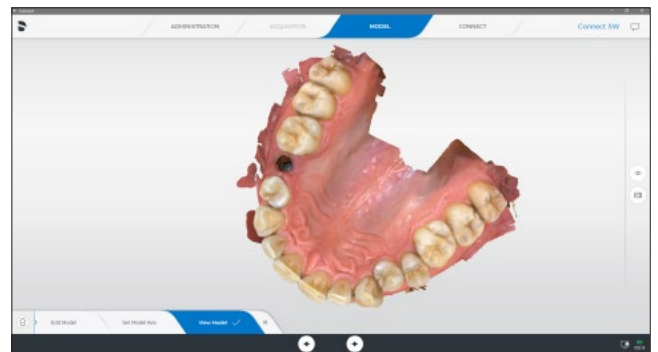 ADMINISTRATION
ACQUISITION
MODEL
CONNECT
Connect SW
Edit Model
Set Model Axis
View Model